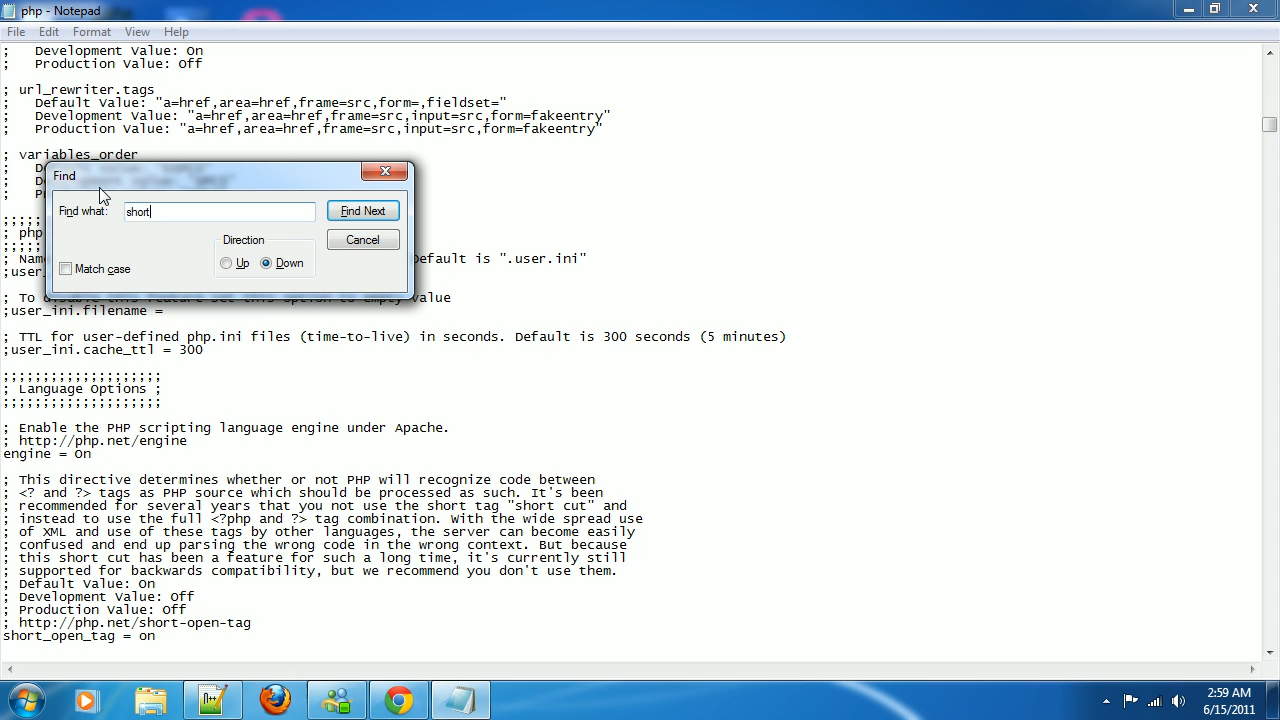 php - Notepad
File Edit Format View Help
;   Development Value: On
;   Production Value: Off
; url_rewriter.tags
;   Default Value: "a=href,area=href,frame=src,form=,fieldset="
;   Development Value: "a=href,area=href,frame=src,input=src,form=fakeentry"
;   Production Value: "a=href,area=href,frame=src,input=src,form=fakeentry"
; variables_order
Find
Find what: short
Find Next
Direction
Cancel
Up Down
Match case
;   D
;   D
;   P
;;;;;
; php
;;;;;
; Nam efault is ".user.ini"
;user_
; To disable this feature set this option to empty value
;user_ini.filename =
; TTL for user-defined php.ini files (time-to-live) in seconds. Default is 300 seconds (5 minutes)
;user_ini.cache_ttl = 300
;;;;;;;;;;;;;;;;;;;;
; Language Options ;
;;;;;;;;;;;;;;;;;;;;
; Enable the PHP scripting language engine under Apache.
; http://php.net/engine
engine = On
; This directive determines whether or not PHP will recognize code between
; <? and ?> tags as PHP source which should be processed as such. It's been
; recommended for several years that you not use the short tag "short cut" and
; instead to use the full <?php and ?> tag combination. With the wide spread use
; of XML and use of these tags by other languages, the server can become easily
; confused and end up parsing the wrong code in the wrong context. But because
; this short cut has been a feature for such a long time, it's currently still
; supported for backwards compatibility, but we recommend you don't use them.
; Default Value: On
; Development Value: Off
; Production Value: Off
; http://php.net/short-open-tag
short_open_tag = on
2:59 AM
6/15/2011